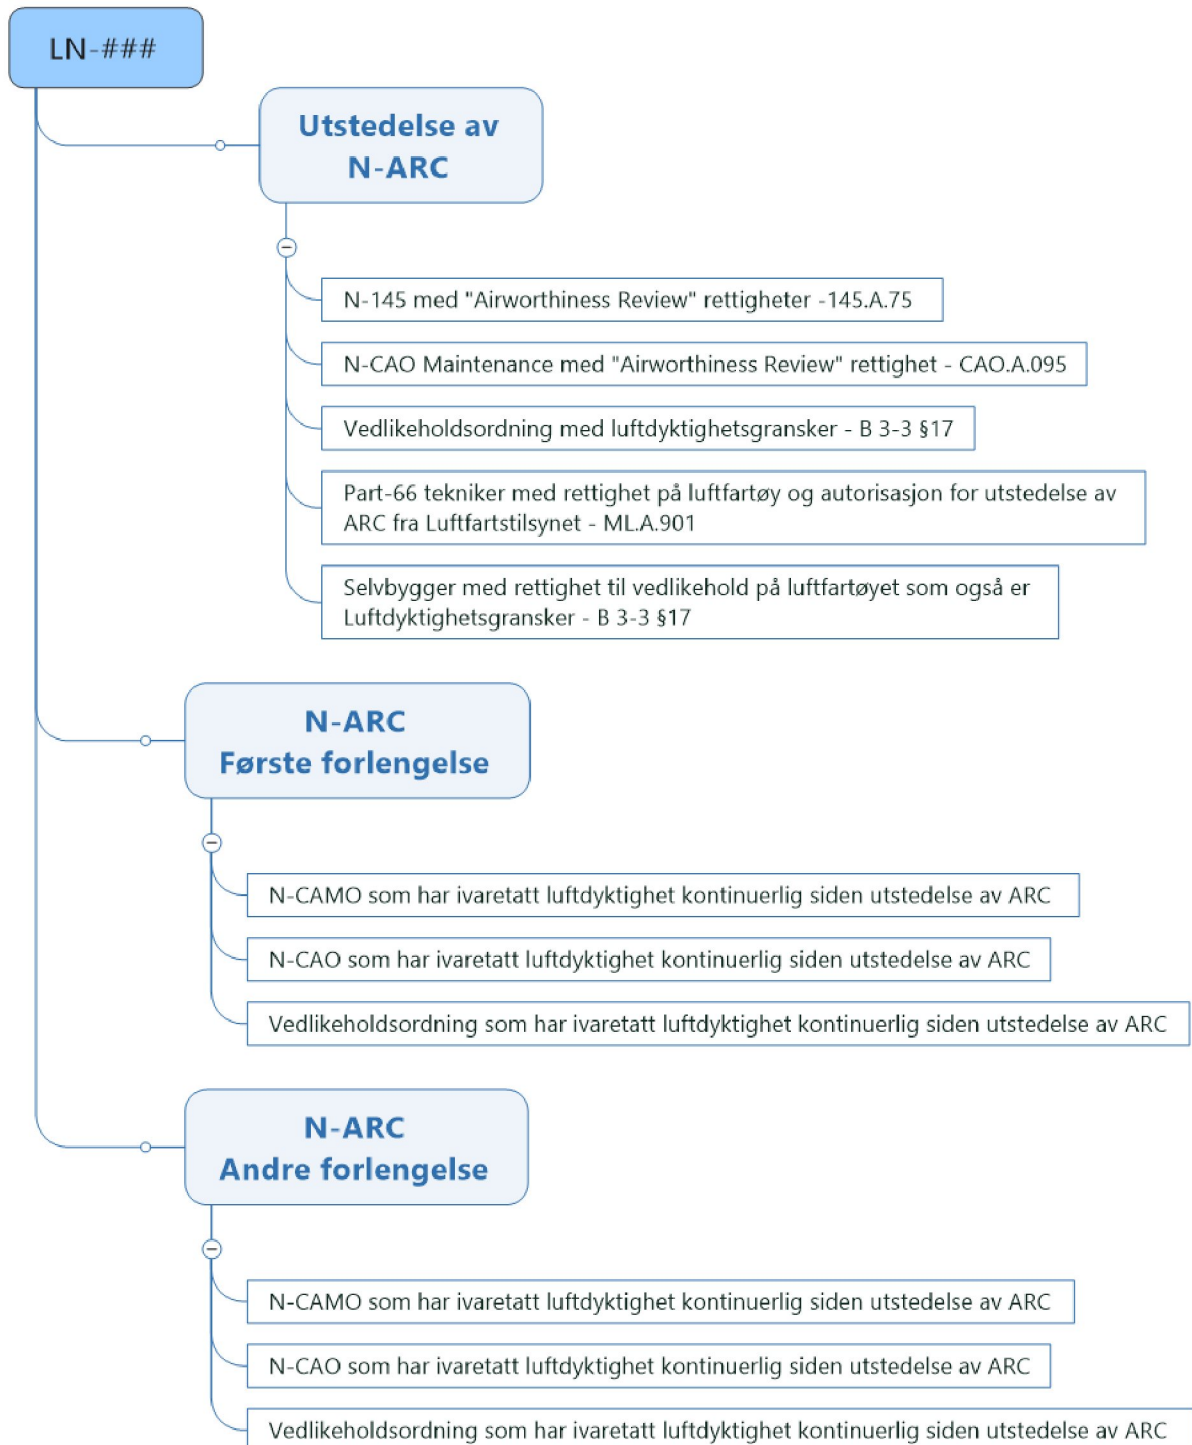 LN-###
Utstedelse av
N-ARC
N-145 med "Airworthiness Review" rettigheter -145.A.75
N-CAO Maintenance med "Airworthiness Review" rettighet - CAO.A.095
Vedlikeholdsordning med luftdyktighetsgransker - B 3-3 §17
Part-66 tekniker med rettighet på luftfartøy og autorisasjon for utstedelse av
ARC fra Luftfartstilsynet - ML.A.901
Selvbygger med rettighet til vedlikehold på luftfartøyet som også er
Luftdyktighetsgransker - B 3-3 §17
N-ARC
Første forlengelse
N-CAMO som har ivaretatt luftdyktighet kontinuerlig siden utstedelse av ARC
N-CAO som har ivaretatt luftdyktighet kontinuerlig siden utstedelse av ARC
Vedlikeholdsordning som har ivaretatt luftdyktighet kontinuerlig siden utstedelse av ARC
N-ARC
Andre forlengelse
N-CAMO som har ivaretatt luftdyktighet kontinuerlig siden utstedelse av ARC
N-CAO som har ivaretatt luftdyktighet kontinuerlig siden utstedelse av ARC
Vedlikeholdsordning som har ivaretatt luftdyktighet kontinuerlig siden utstedelse av ARC